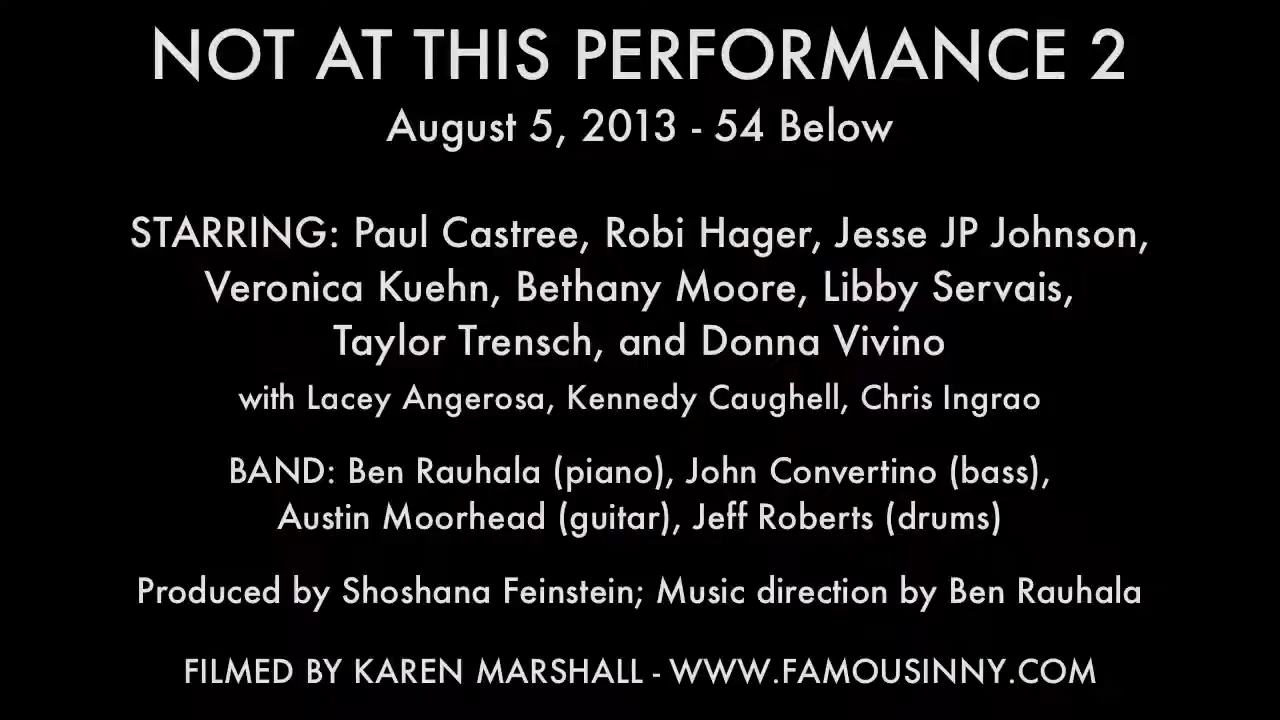 NOT AT THIS PERFORMANCE 2
August 5, 2013 - 54 Below
STARRING: Paul Castree, Robi Hager, Jesse JP Johnson,
Veronica Kuehn, Bethany Moore, Libby Servais,
Taylor Trensch, and Donna Vivino
with Lacey Angerosa, Kennedy Caughell, Chris Ingrao
BAND: Ben Rauhala (piano), John Convertino (bass),
Austin Moorhead (guitar), Jeff Roberts (drums)
Produced by Shoshana Feinstein; Music direction by Ben Rauhala
FILMED BY KAREN MARSHALL - WWW.FAMOUSINNY.COM